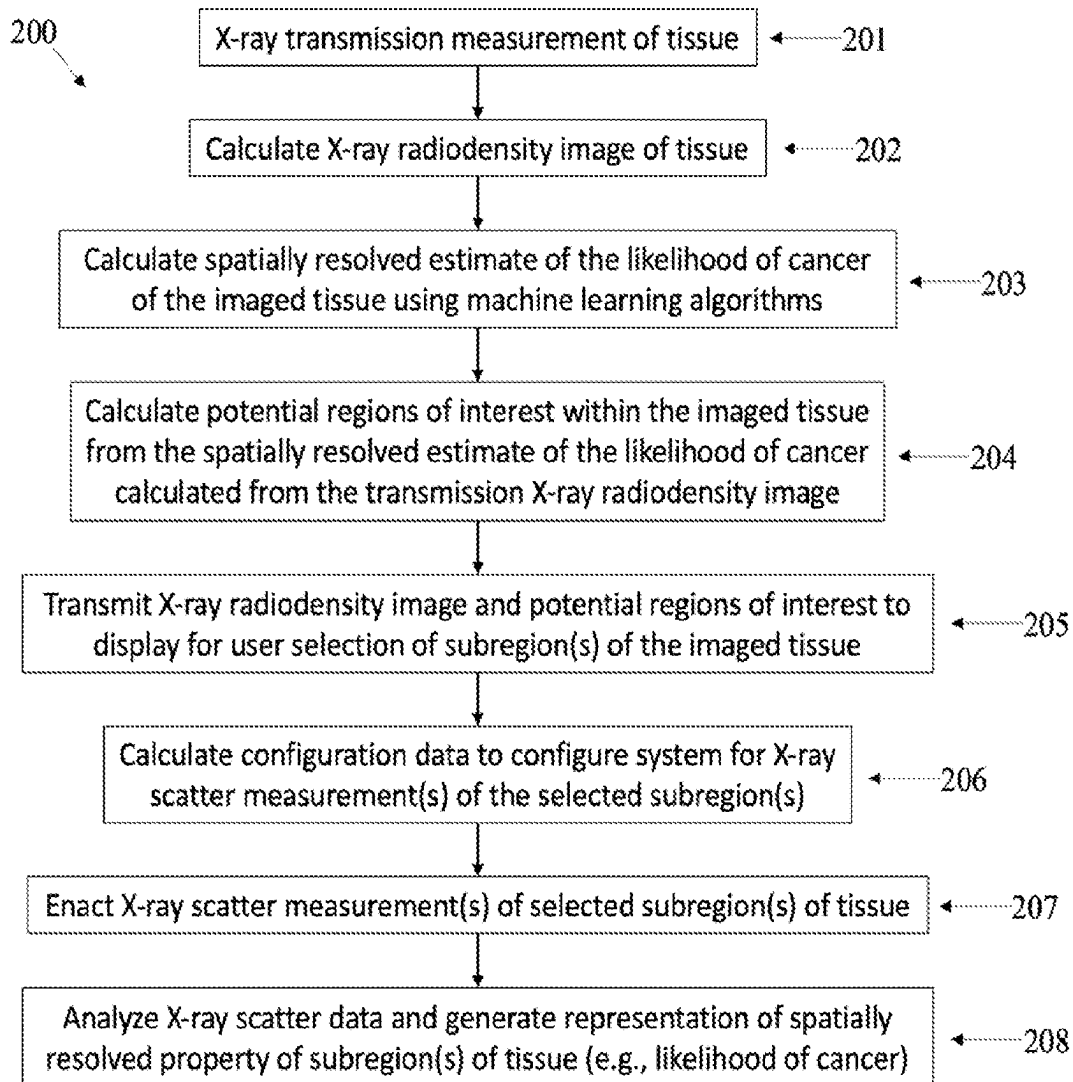 200
X-ray transmission measurement of tissue
201
Calculate X-ray radiodensity image of tissue
202
Calculate spatially resolved estimate of the likelihood of cancer
of the imaged tissue using machine learning algorithms
203
Calculate potential regions of interest within the imaged tissue
from the spatially resolved estimate of the likelihood of cancer
calculated from the transmission X-ray radiodensity image
204
Transmit X-ray radiodensity image and potential regions of interest to
display for user selection of subregion(s) of the imaged tissue
205
Calculate configuration data to configure system for X-ray
scatter measurement(s) of the selected subregion(s)
206
Enact X-ray scatter measurement(s) of selected subregion(s) of tissue
207
Analyze X-ray scatter data and generate representation of spatially
resolved property of subregion(s) of tissue (e.g., likelihood of cancer)
208